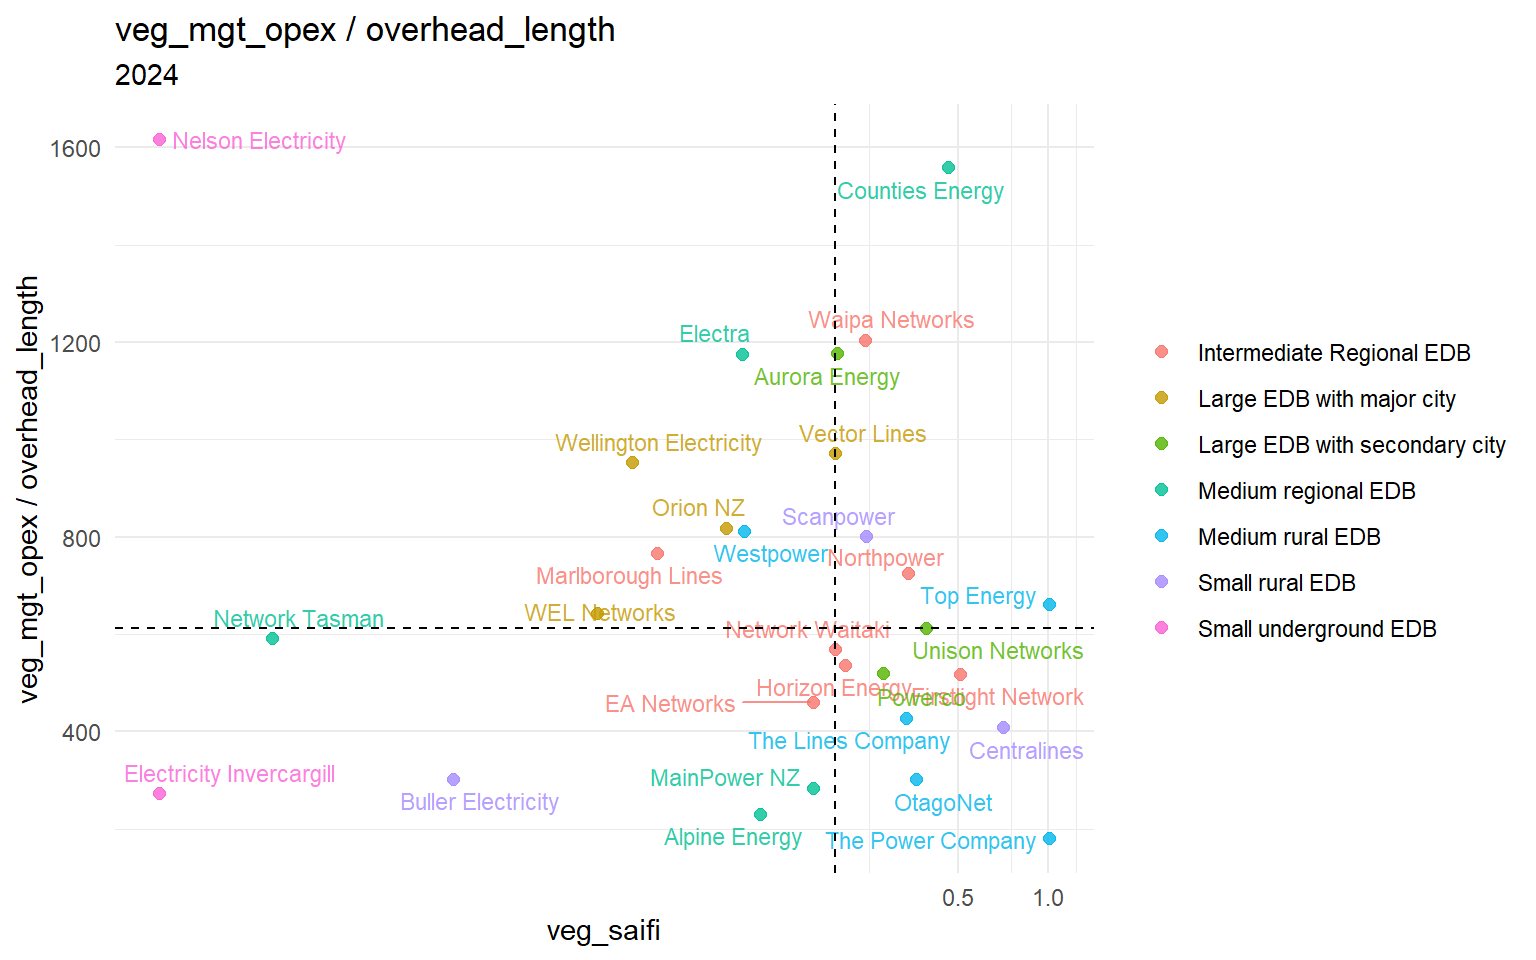 veg_mgt_opex / overhead_length
2024
veg_mgt_opex / overhead_length
1600
1200
800
400
Nelson Electricity
Counties Energy
Waipa Networks
Electra
Aurora Energy
Vector Lines
Wellington Electricity
Orion NZ
Scanpower
Westpower
Northpower
Marlborough Lines
Top Energy
WEL Networks
Network Tasman
Network Waitaki
Unison Networks
Horizon Energy
Powerco
Firstlight Network
EA Networks
The Lines Company
Centralines
Electricity Invercargill
MainPower NZ
Buller Electricity
OtagoNet
Alpine Energy
The Power Company
0.5
1.0
veg_saifi
Intermediate Regional EDB
Large EDB with major city
Large EDB with secondary city
Medium regional EDB
Medium rural EDB
Small rural EDB
Small underground EDB